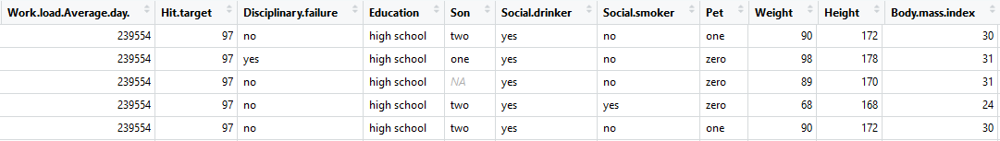 Work.load.Average.day. Hit.target Disciplinary.failure Education Son Social.drinker Social.smoker Pet Weight Height Body.mass.index
239554 97 no high school two yes no one 90 172 30
239554 97 yes high school one yes no zero 98 178 31
239554 97 no high school NA yes no zero 89 170 31
239554 97 no high school two yes yes zero 68 168 24
239554 97 no high school two yes no one 90 172 30